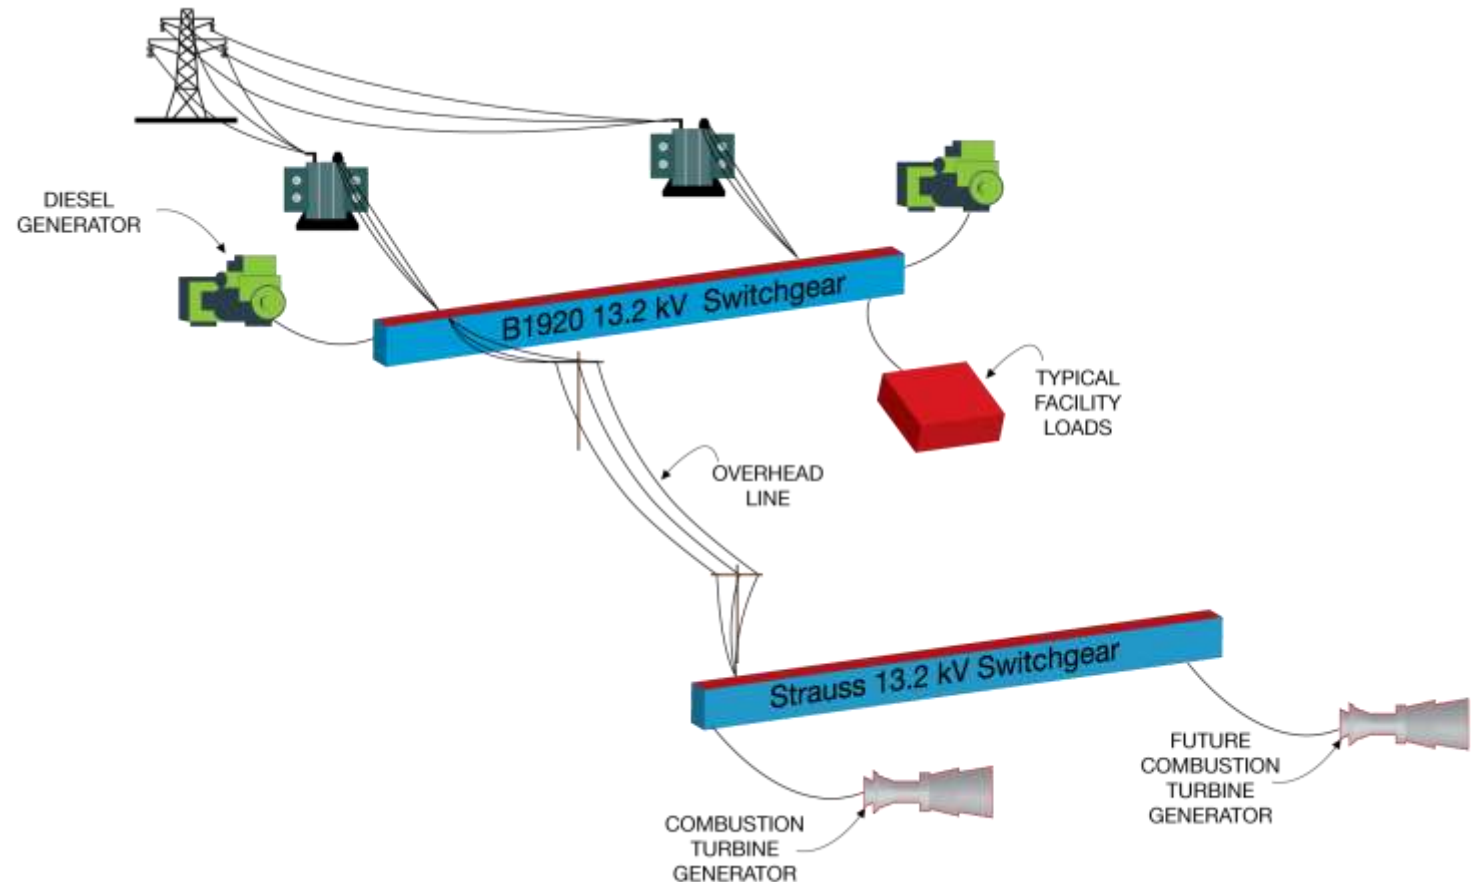 DIESEL
GENERATOR
B1920 13.2 kV Switchgear
TYPICAL
FACILITY
LOADS
OVERHEAD
LINE
Strauss 13.2 kV Switchgear
FUTURE
COMBUSTION
TURBINE
GENERATOR
COMBUSTION
TURBINE
GENERATOR